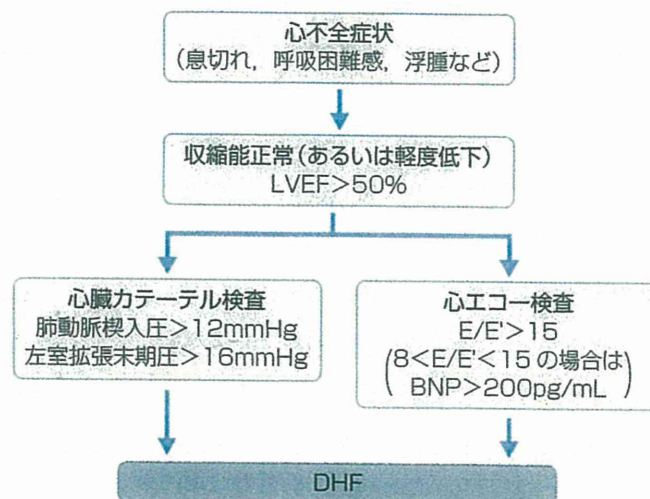 心不全症状
(息切れ,呼吸困難感,浮腫など)
収縮能正常(あるいは軽度低下)
LVEF>50%
心臓カテーテル検査
肺動脈楔入圧>12mmHg
左室拡張末期圧>16mmHg
心エコー検査
E/E'>15
(8<E/E'<15の場合は
BNP>200pg/mL)
DHF